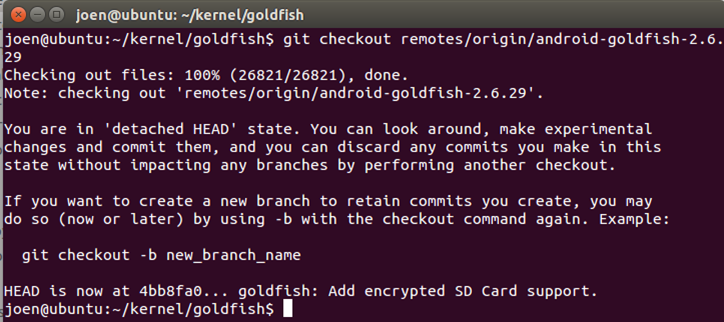 joen@ubuntu: ~/kernel/goldfish
joen@ubuntu:~/kernel/goldfish$ git checkout remotes/origin/android-goldfish-2.6.
29
Checking out files: 100% (26821/26821), done.
Note: checking out 'remotes/origin/android-goldfish-2.6.29'.
You are in 'detached HEAD' state. You can look around, make experimental
changes and commit them, and you can discard any commits you make in this
state without impacting any branches by performing another checkout.
If you want to create a new branch to retain commits you create, you may
do so (now or later) by using -b with the checkout command again. Example:
git checkout -b new_branch_name
HEAD is now at 4bb8fa0... goldfish: Add encrypted SD Card support.
joen@ubuntu:~/kernel/goldfish$